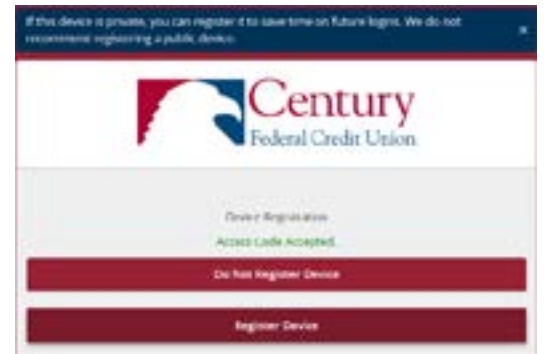 If this device is private, you can register it to save time on future logins. We do not
recommend registering a public device.
×
Century
Federal Credit Union
Device Registration
Access Code Accepted.
Do Not Register Device
Register Device